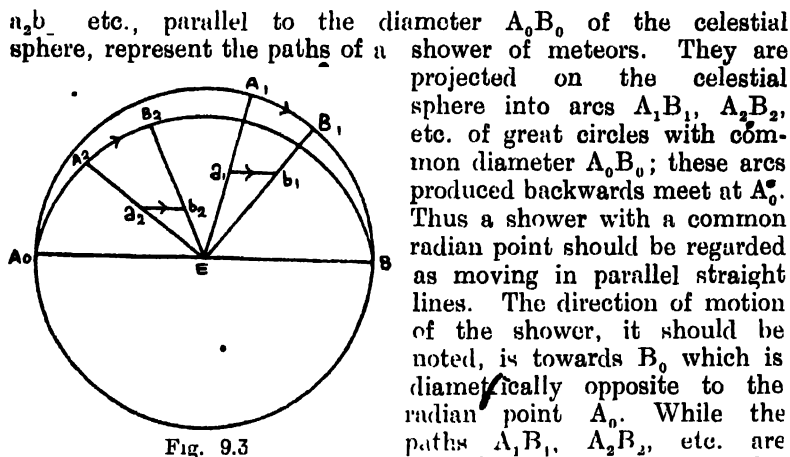 a₂b₂ etc., parallel to the diameter A₀B₀ of the celestial
sphere, represent the paths of a shower of meteors. They are
projected on the celestial
sphere into arcs A₁B₁, A₂B₂,
etc. of great circles with com-
mon diameter A₀B₀; these arcs
produced backwards meet at A₀.
Thus a shower with a common
radian point should be regarded
as moving in parallel straight
lines. The direction of motion
of the shower, it should be
noted, is towards B₀ which is
diametrically opposite to the
radian point A₀. While the
paths A₁B₁, A₂B₂, etc. are
A₁
B₂
B₁
A₂
a₁
b₁
a₂
b₂
A₀
E
B
Fig. 9.3